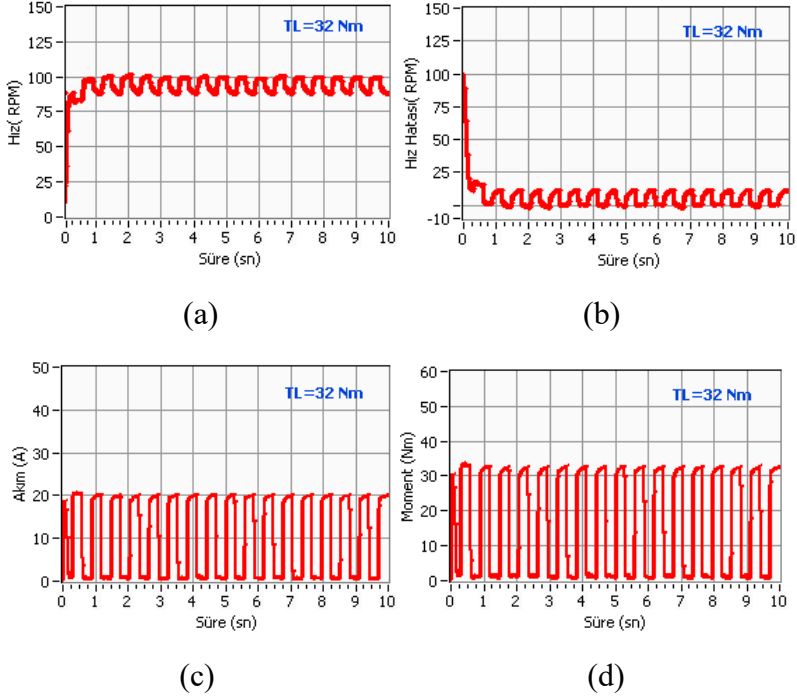 150
125
100
75
50
25
0
Hız( RPM)
TL=32 Nm
0 1 2 3 4 5 6 7 8 9 10
Süre (sn)
(a)
150
125
100
75
50
25
-10
Hız Hatası( RPM)
TL=32 Nm
0 1 2 3 4 5 6 7 8 9 10
Süre (sn)
(b)
50
40
30
20
10
0
Akım (A)
TL=32 Nm
0 1 2 3 4 5 6 7 8 9 10
Süre (sn)
(c)
60
50
40
30
20
10
0
Moment (Nm)
TL=32 Nm
0 1 2 3 4 5 6 7 8 9 10
Süre (sn)
(d)